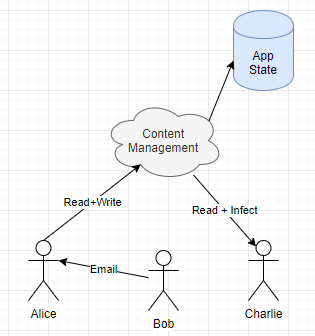 App
State
Content
Management
Read+Write
Read + Infect
Email
Alice
Bob
Charlie